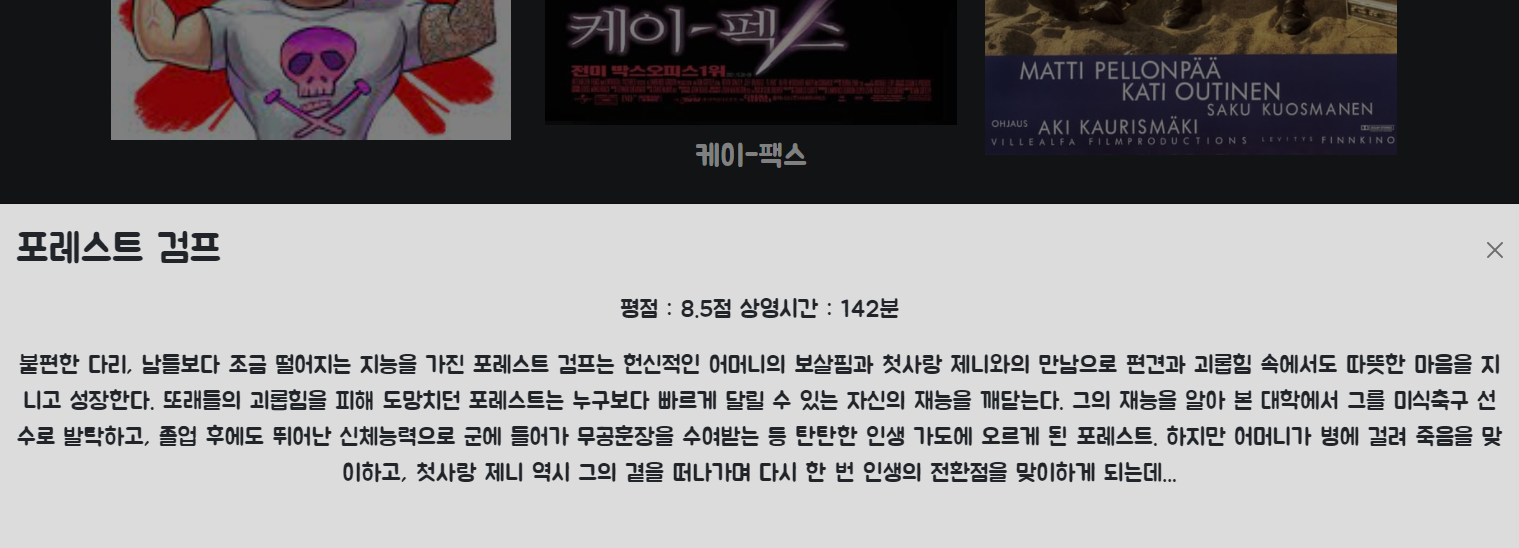 케이-펙스
전미 박스오피스1위
MATTI PELLONPÄÄ
KATI OUTINEN
SAKU KUOSMANEN
OHJAUS AKI KAURISMÄKI
VILLEALFA FILMPRODUCTIONS LEVITYS FINNKINO
케이-팩스
포레스트 검프
평점 : 8.5점 상영시간 : 142분
불편한 다리, 남들보다 조금 떨어지는 지능을 가진 포레스트 검프는 헌신적인 어머니의 보살핌과 첫사랑 제니와의 만남으로 편견과 괴롭힘 속에서도 따뜻한 마음을 지
니고 성장한다. 또래들의 괴롭힘을 피해 도망치던 포레스트는 누구보다 빠르게 달릴 수 있는 자신의 재능을 깨닫는다. 그의 재능을 알아 본 대학에서 그를 미식축구 선
수로 발탁하고, 졸업 후에도 뛰어난 신체능력으로 군에 들어가 무공훈장을 수여받는 등 탄탄한 인생 가도에 오르게 된 포레스트. 하지만 어머니가 병에 걸려 죽음을 맞
이하고, 첫사랑 제니 역시 그의 곁을 떠나가며 다시 한 번 인생의 전환점을 맞이하게 되는데...